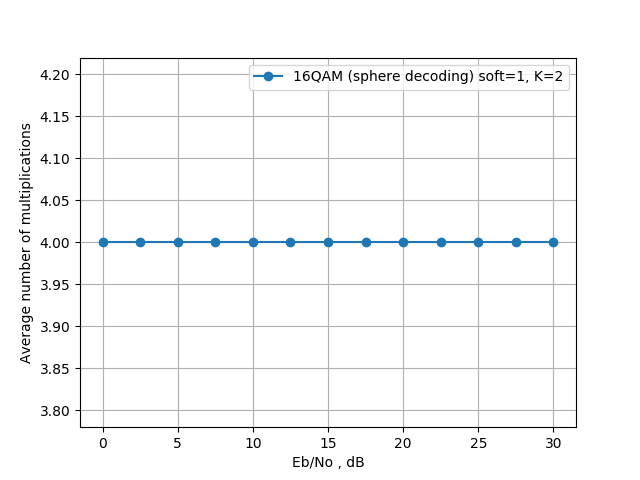 16QAM (sphere decoding) soft=1, K=2
Average number of multiplications
4.20
4.15
4.10
4.05
4.00
3.95
3.90
3.85
3.80
0 5 10 15 20 25 30
Eb/No , dB